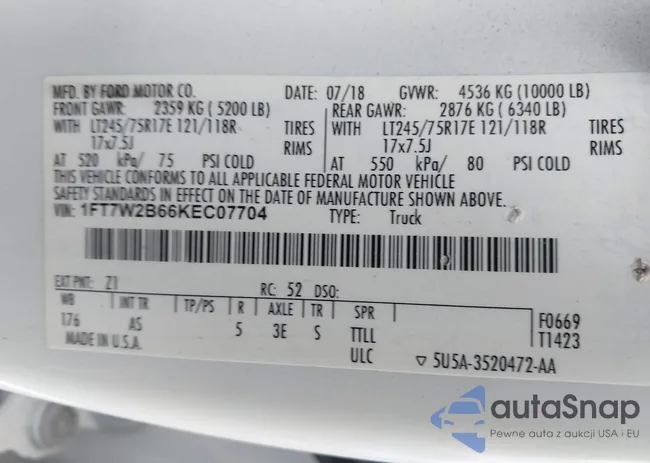 MFD. BY FORD MOTOR CO. DATE: 07/18 GVWR: 4536 KG (10000 LB)
FRONT GAWR: 2359 KG (5200 LB) REAR GAWR: 2876 KG (6340 LB)
WITH LT245/75R17E 121/118R TIRES WITH LT245/75R17E 121/118R TIRES
17x7.5J RIMS 17x7.5J RIMS
AT 520 kPa/ 75 PSI COLD AT 550 kPa/ 80 PSI COLD
THIS VEHICLE CONFORMS TO ALL APPLICABLE FEDERAL MOTOR VEHICLE
SAFETY STANDARDS IN EFFECT ON THE DATE OF MANUFACTURE SHOWN ABOVE.
VIN: 1FT7W2B66KEC07704 TYPE: Truck
EXT PNT: Z1 RC: 52 DSO:
WB INT TR TP/PS R AXLE TR SPR F0669
176 AS 5 3E S TTLL T1423
MADE IN U.S.A. ULC ▽ 5U5A-3520472-AA
autaSnap
Pewne auta z aukcji USA i EU